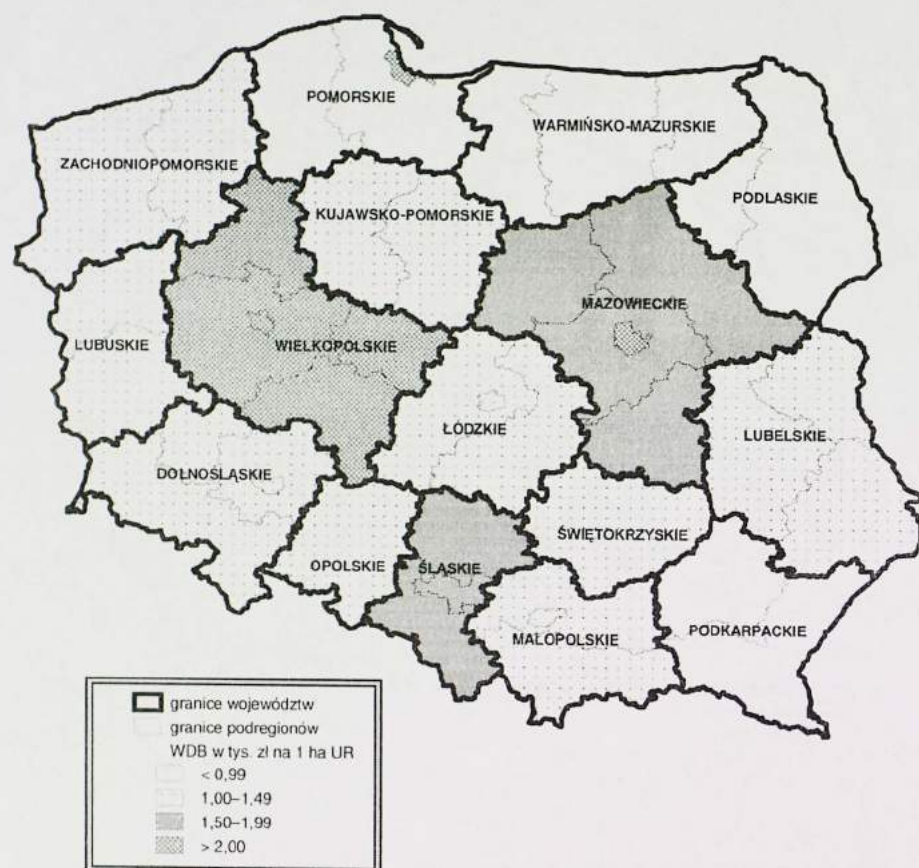 POMORSKIE
WARMIŃSKO-MAZURSKIE
ZACHODNIOPOMORSKIE
PODLASKIE
KUJAWSKO-POMORSKIE
MAZOWIECKIE
LUBUSKIE
WIELKOPOLSKIE
ŁÓDZKIE
LUBELSKIE
DOLNOŚLĄSKIE
ŚWIĘTOKRZYSKIE
OPOLSKIE
ŚLĄSKIE
MAŁOPOLSKIE
PODKARPACKIE
granice województw
granice podregionów
WDB w tys. zł na 1 ha UR
< 0,99
1,00–1,49
1,50–1,99
> 2,00